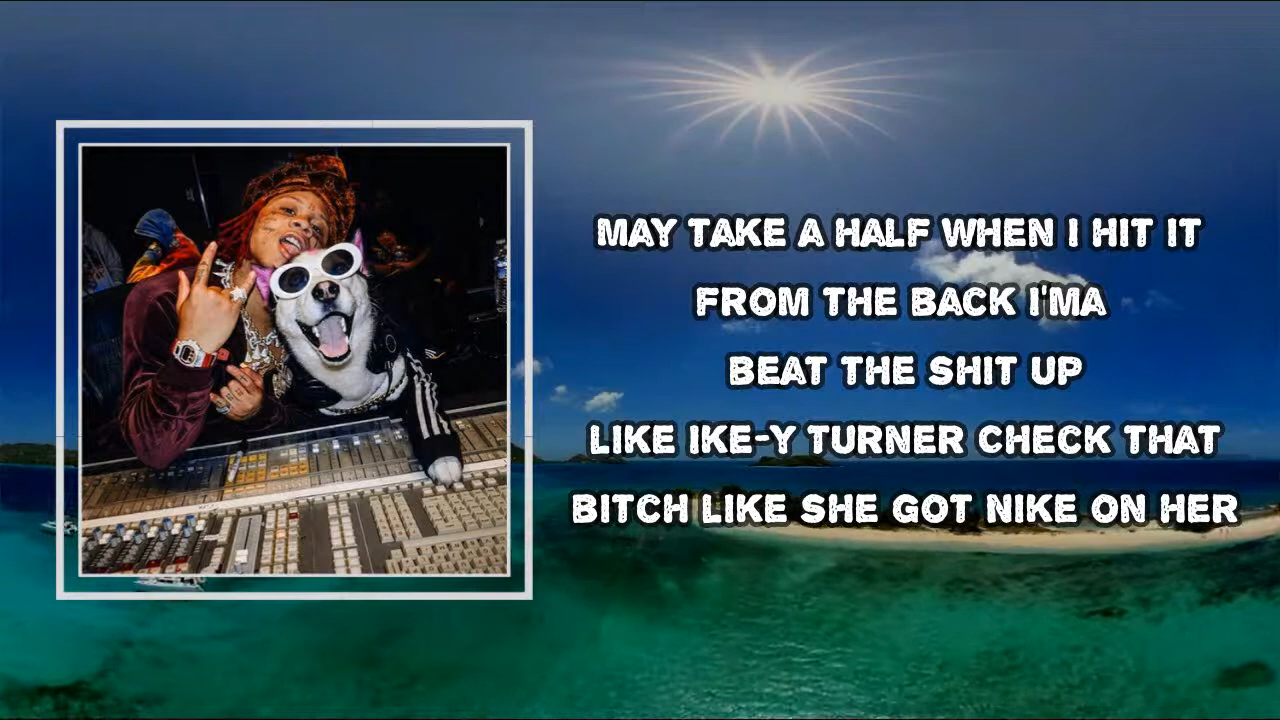 MAY TAKE A HALF WHEN I HIT IT
FROM THE BACK I'MA
BEAT THE SHIT UP
LIKE IKE-Y TURNER CHECK THAT
BITCH LIKE SHE GOT NIKE ON HER